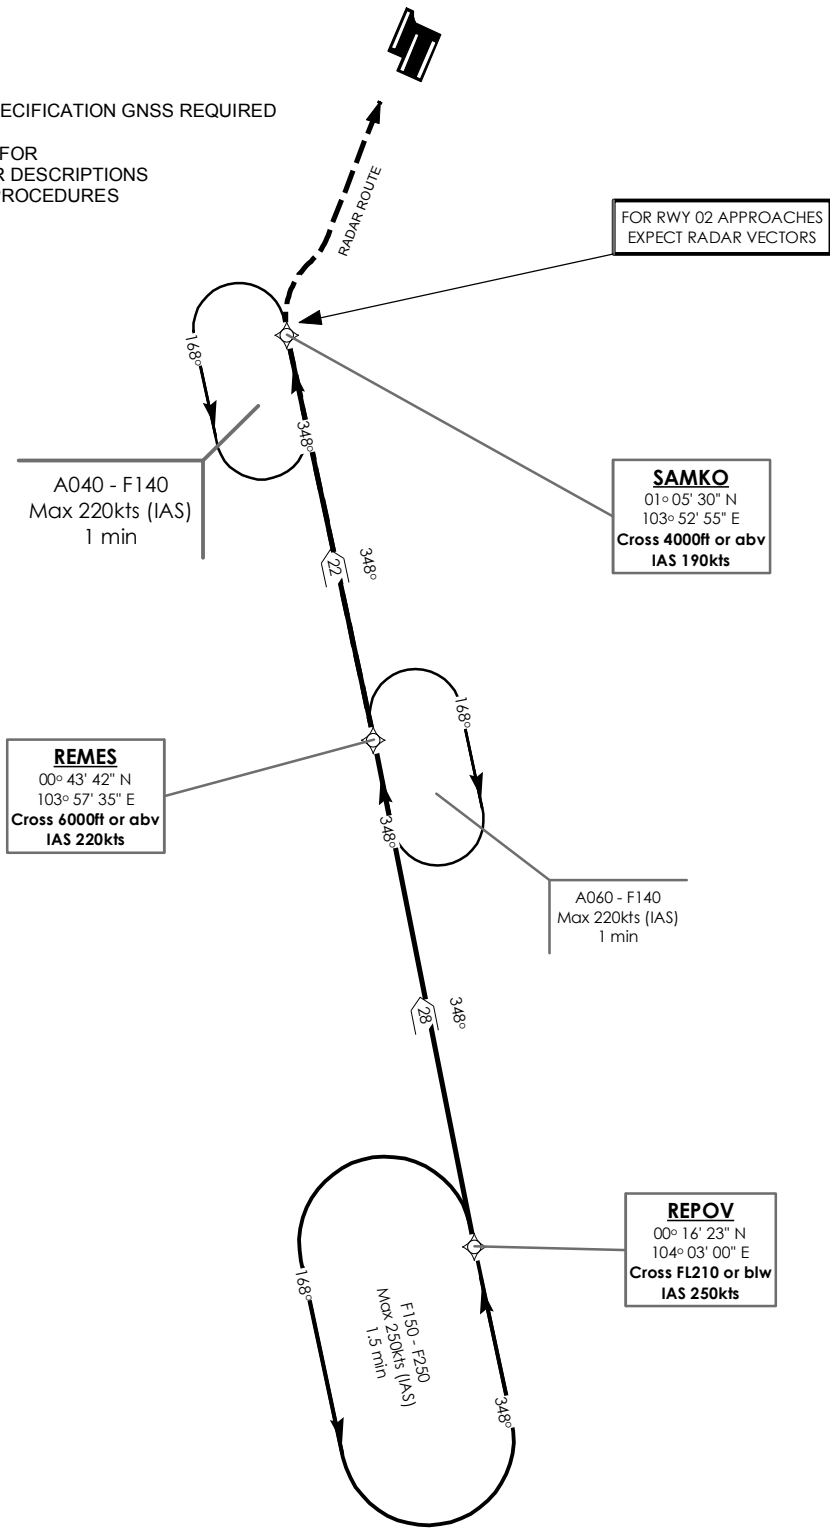 ECIFICATION GNSS REQUIRED
FOR
R DESCRIPTIONS
PROCEDURES
RADAR ROUTE
FOR RWY 02 APPROACHES
EXPECT RADAR VECTORS
168°
348°
A040 - F140
Max 220kts (IAS)
1 min
SAMKO
01° 05' 30" N
103° 52' 55" E
Cross 4000ft or abv
IAS 190kts
22
348°
168°
REMES
00° 43' 42" N
103° 57' 35" E
Cross 6000ft or abv
IAS 220kts
348°
A060 - F140
Max 220kts (IAS)
1 min
28
348°
REPOV
00° 16' 23" N
104° 03' 00" E
Cross FL210 or blw
IAS 250kts
168°
F150 - F250
Max 250kts (IAS)
1.5 min
348°